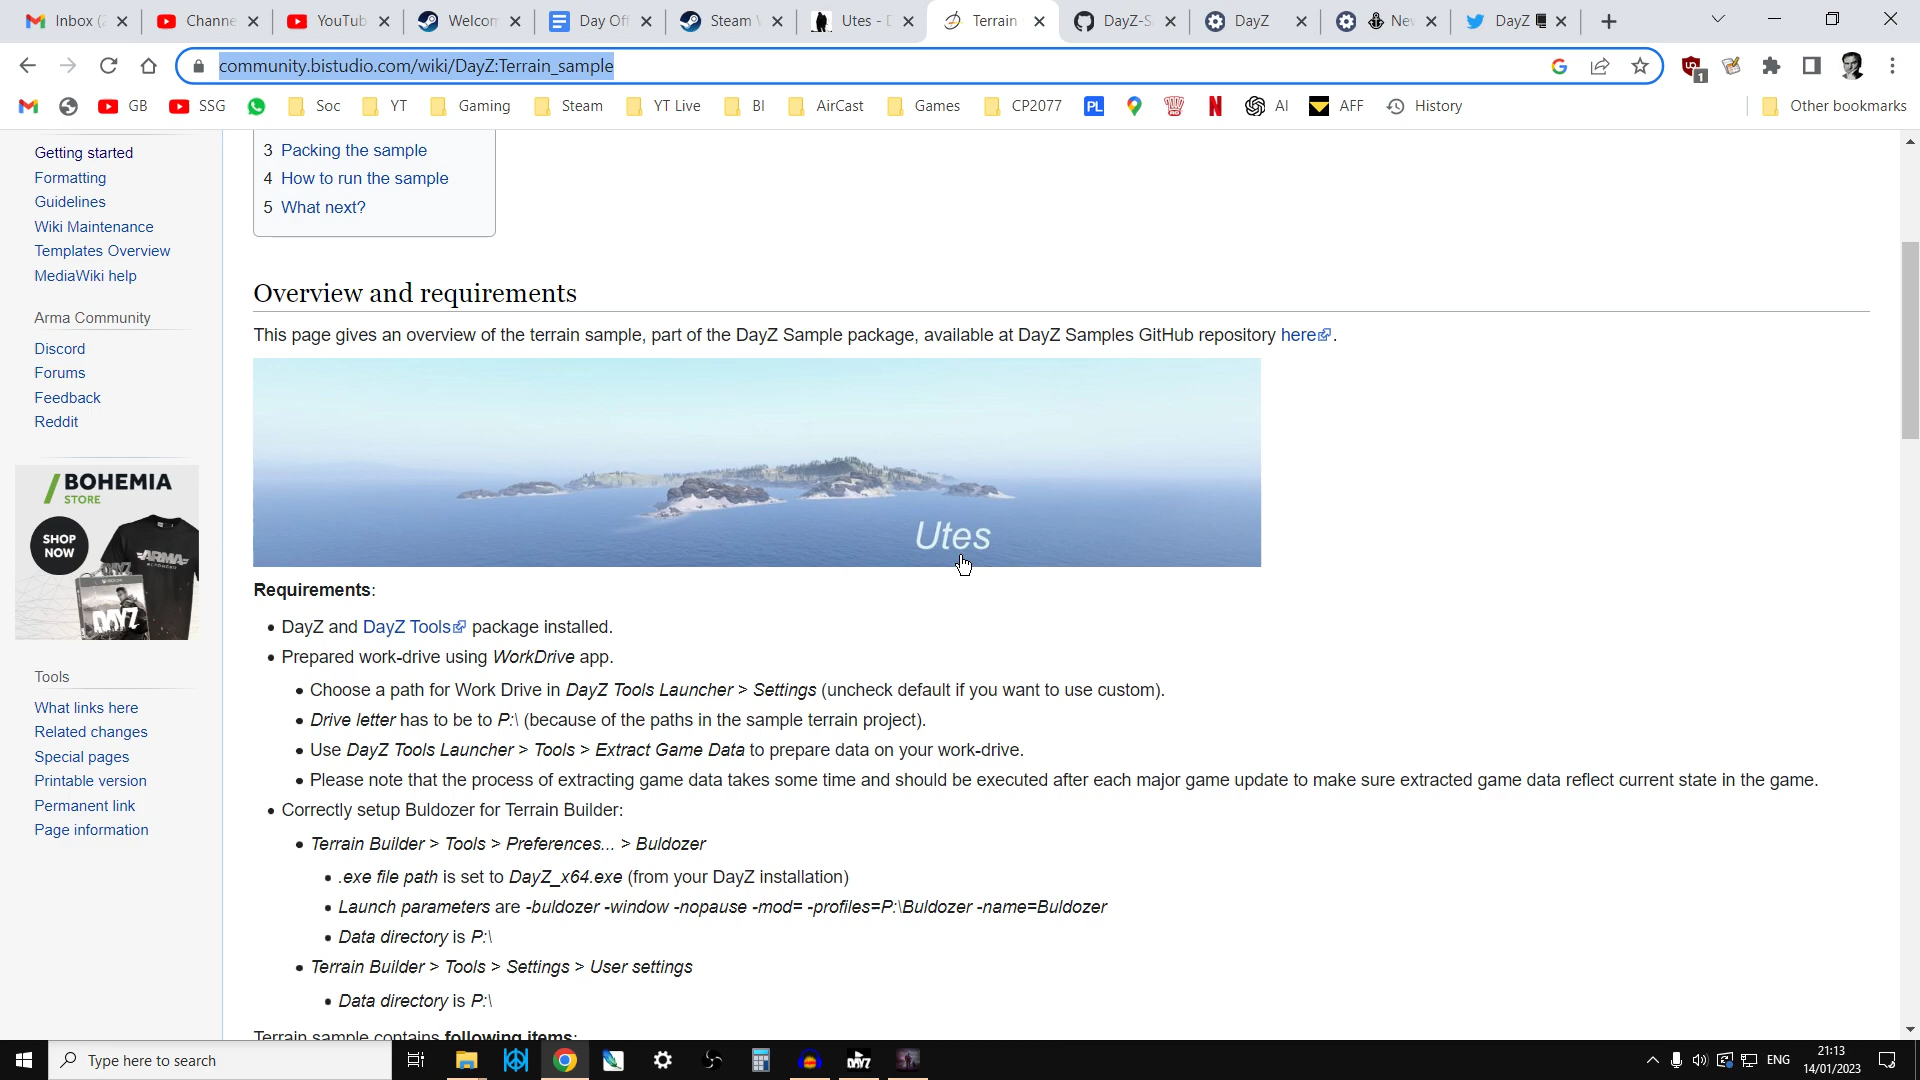 Inbox (2
Channe
YouTub
Welcom
Day Off
Steam W
Utes - D
Terrain
DayZ-S
DayZ
New
DayZ
community.bistudio.com/wiki/DayZ:Terrain_sample
1
GB
SSG
Soc
YT
Gaming
Steam
YT Live
BI
AirCast
Games
CP2077
PL
N
AI
AFF
History
Other bookmarks
Getting started
Formatting
Guidelines
Wiki Maintenance
Templates Overview
MediaWiki help
Arma Community
Discord
Forums
Feedback
Reddit
BOHEMIA
STORE
SHOP
NOW
ARMA
DAYZ
Tools
What links here
Related changes
Special pages
Printable version
Permanent link
Page information
3 Packing the sample
4 How to run the sample
5 What next?
Overview and requirements
This page gives an overview of the terrain sample, part of the DayZ Sample package, available at DayZ Samples GitHub repository here.
Utes
Requirements:
• DayZ and DayZ Tools package installed.
• Prepared work-drive using WorkDrive app.
• Choose a path for Work Drive in DayZ Tools Launcher > Settings (uncheck default if you want to use custom).
• Drive letter has to be to P:\ (because of the paths in the sample terrain project).
• Use DayZ Tools Launcher > Tools > Extract Game Data to prepare data on your work-drive.
• Please note that the process of extracting game data takes some time and should be executed after each major game update to make sure extracted game data reflect current state in the game.
• Correctly setup Buldozer for Terrain Builder:
• Terrain Builder > Tools > Preferences... > Buldozer
• .exe file path is set to DayZ_x64.exe (from your DayZ installation)
• Launch parameters are -buldozer -window -nopause -mod= -profiles=P:\Buldozer -name=Buldozer
• Data directory is P:\
• Terrain Builder > Tools > Settings > User settings
• Data directory is P:\
Terrain sample contains following items:
Type here to search
DAYZ
ENG
21:13
14/01/2023